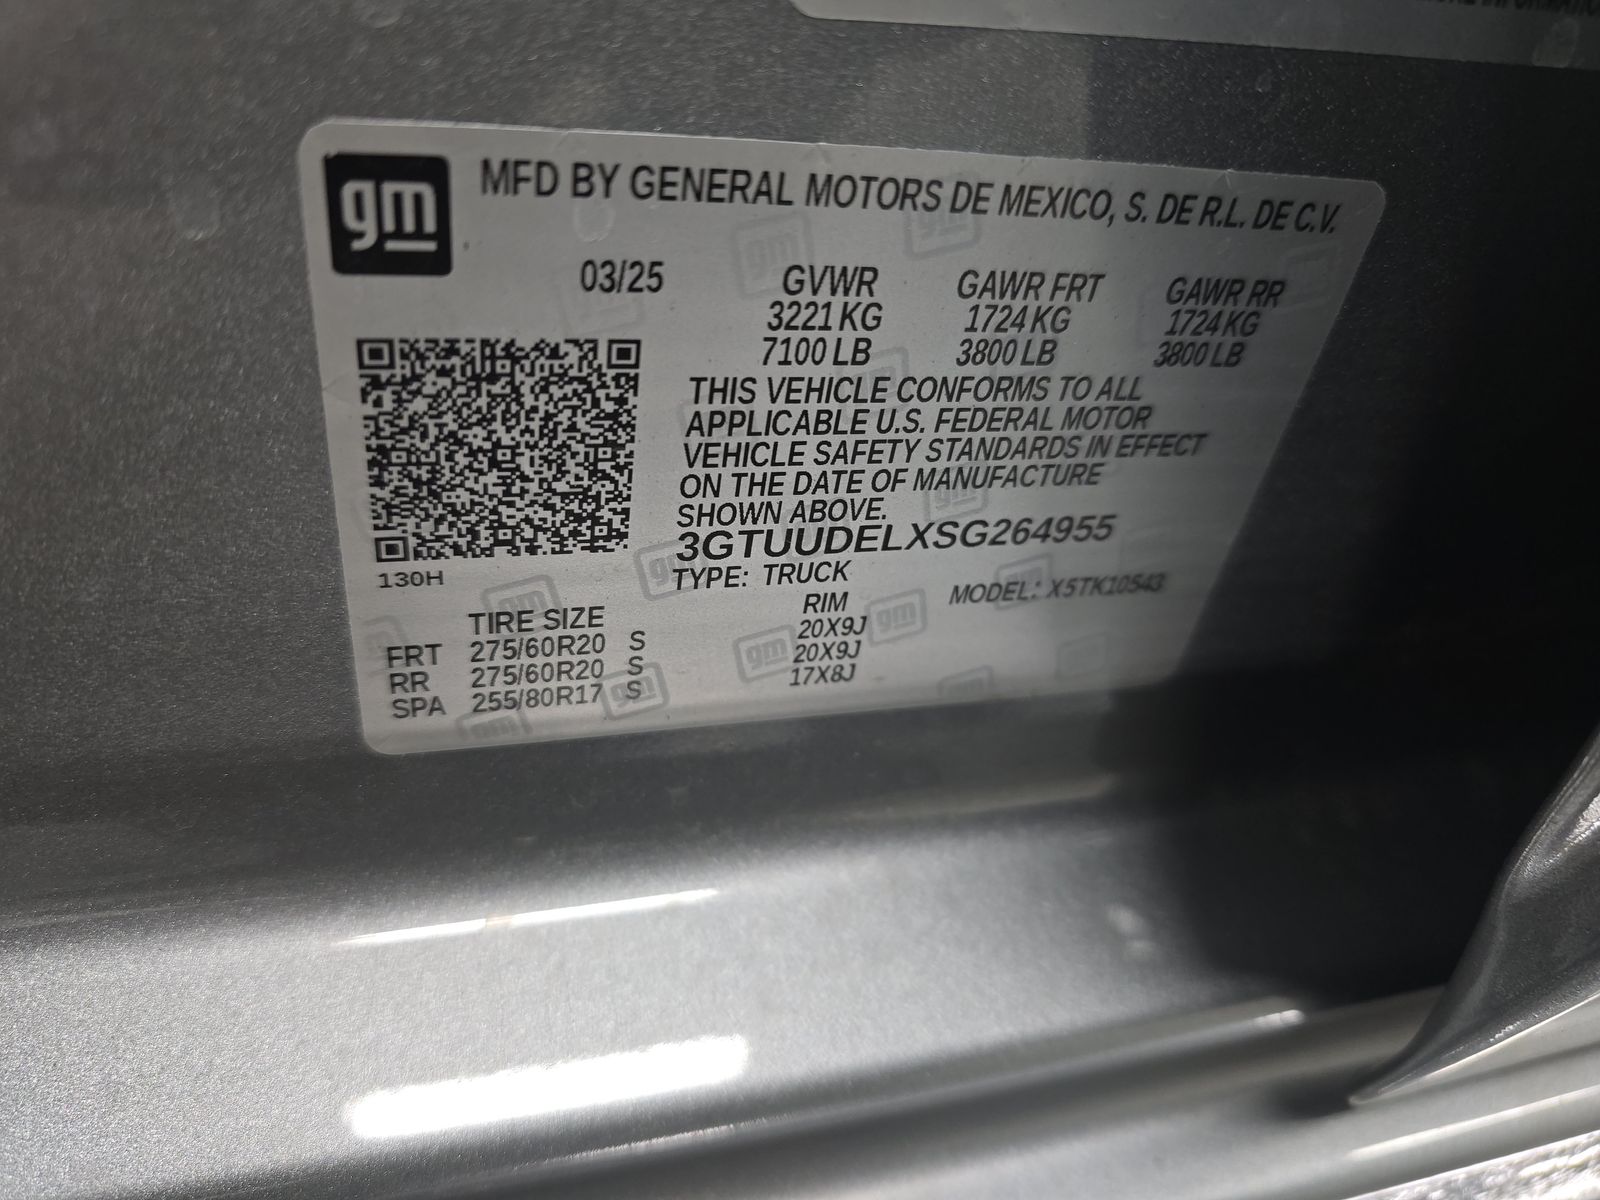 gm
MFD BY GENERAL MOTORS DE MEXICO, S. DE R.L. DE C.V.
03/25 GVWR GAWR FRT GAWR RR
3221 KG 1724 KG 1724 KG
7100 LB 3800 LB 3800 LB
THIS VEHICLE CONFORMS TO ALL
APPLICABLE U.S. FEDERAL MOTOR
VEHICLE SAFETY STANDARDS IN EFFECT
ON THE DATE OF MANUFACTURE
SHOWN ABOVE.
3GTUUDELXSG264955
130H
TYPE: TRUCK MODEL: X5TK10543
TIRE SIZE RIM
FRT 275/60R20 S 20X9J
RR 275/60R20 S 20X9J
SPA 255/80R17 S 17X8J